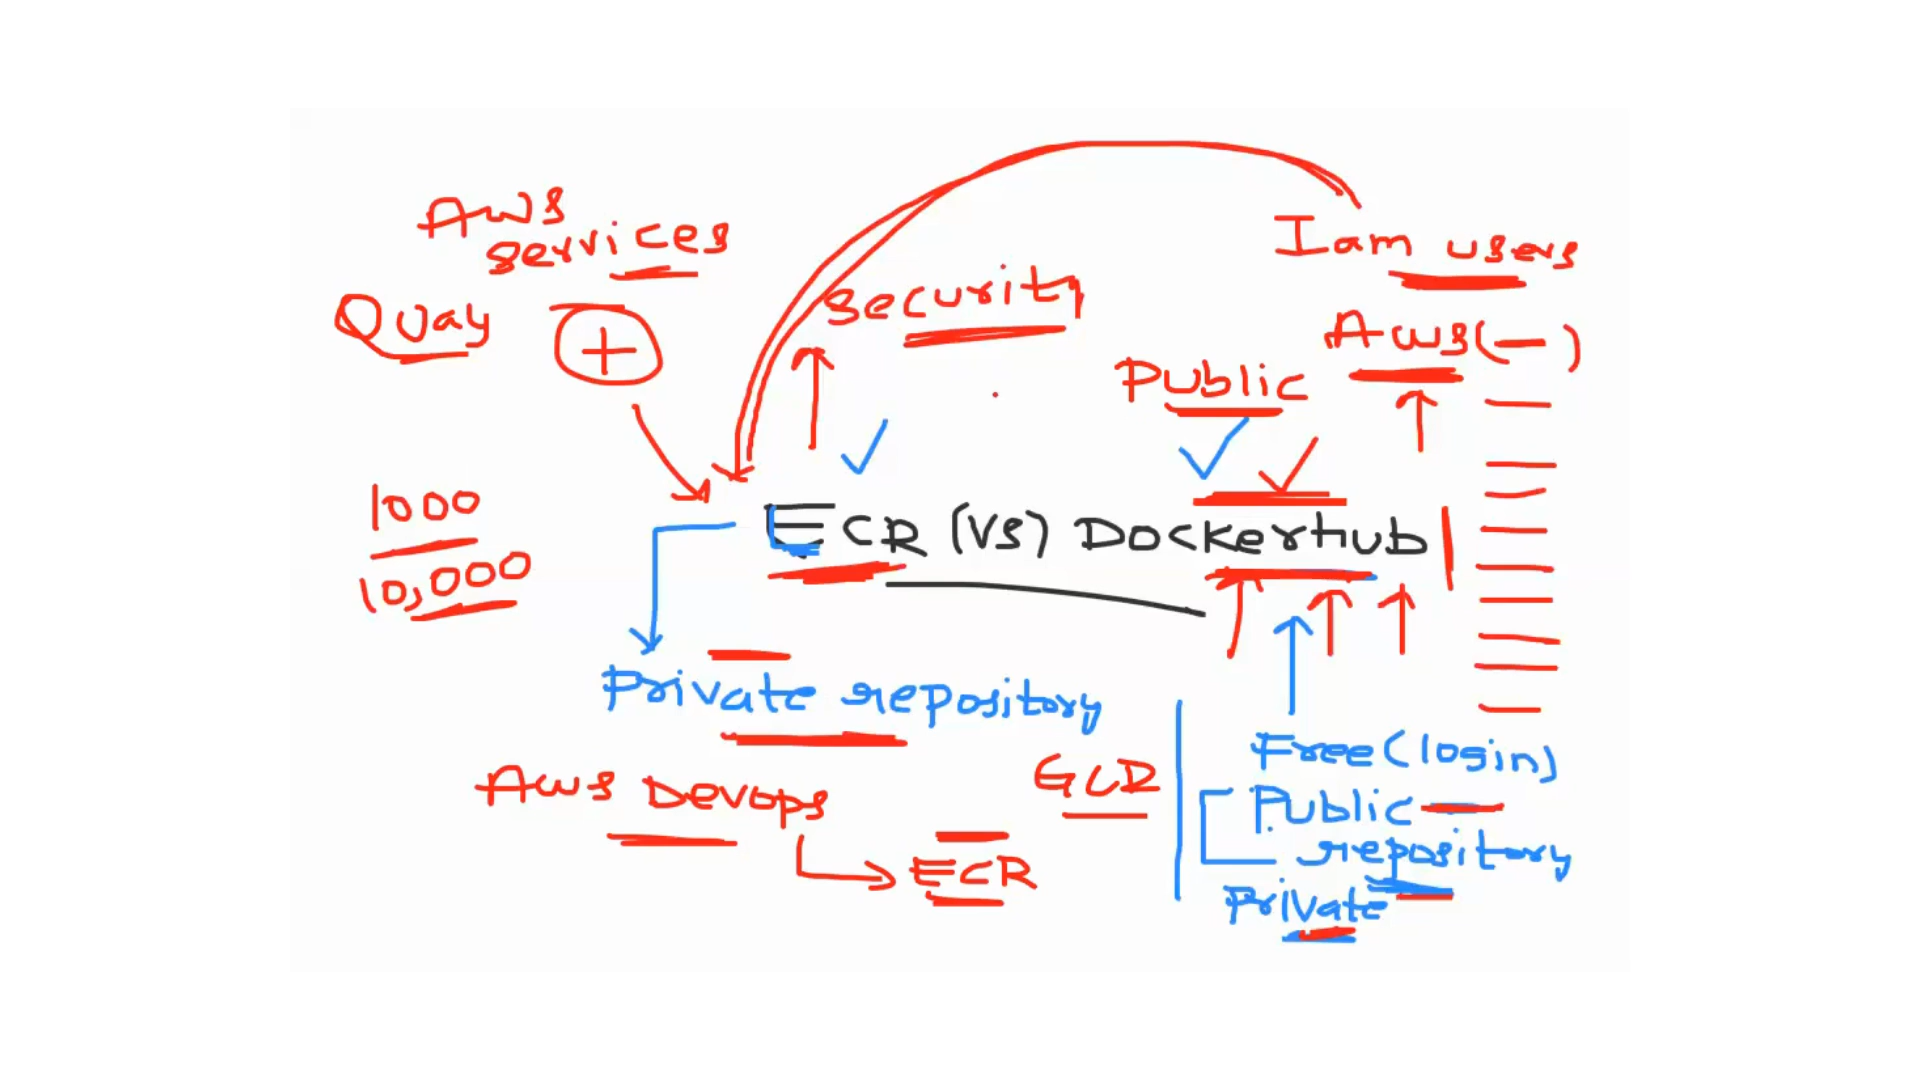 Aws
services
Iam users
Quay
+
security
Aws(—)
Public
1000
10,000
ECR (Vs) Dockerhub
Private repository
Free(login)
Aws Devops
GCR
Public
repository
ECR
Private